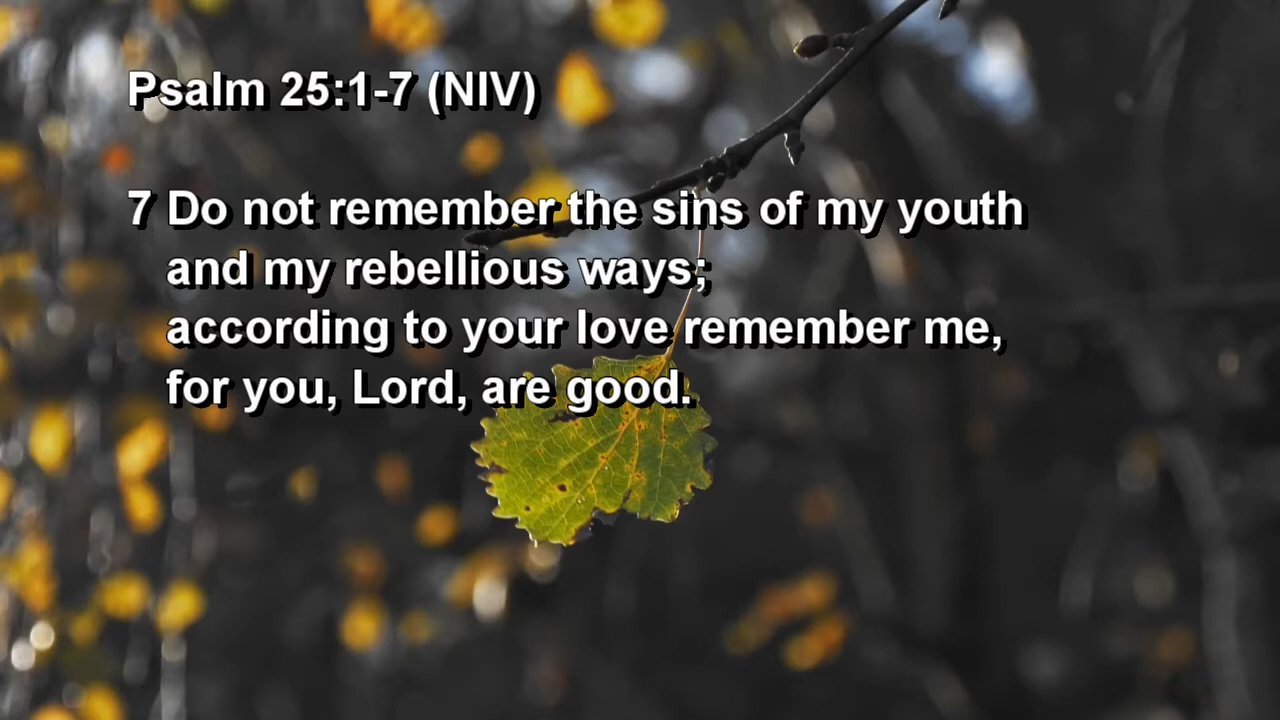 Psalm 25:1-7 (NIV)
7 Do not remember the sins of my youth
and my rebellious ways;
according to your love remember me,
for you, Lord, are good.